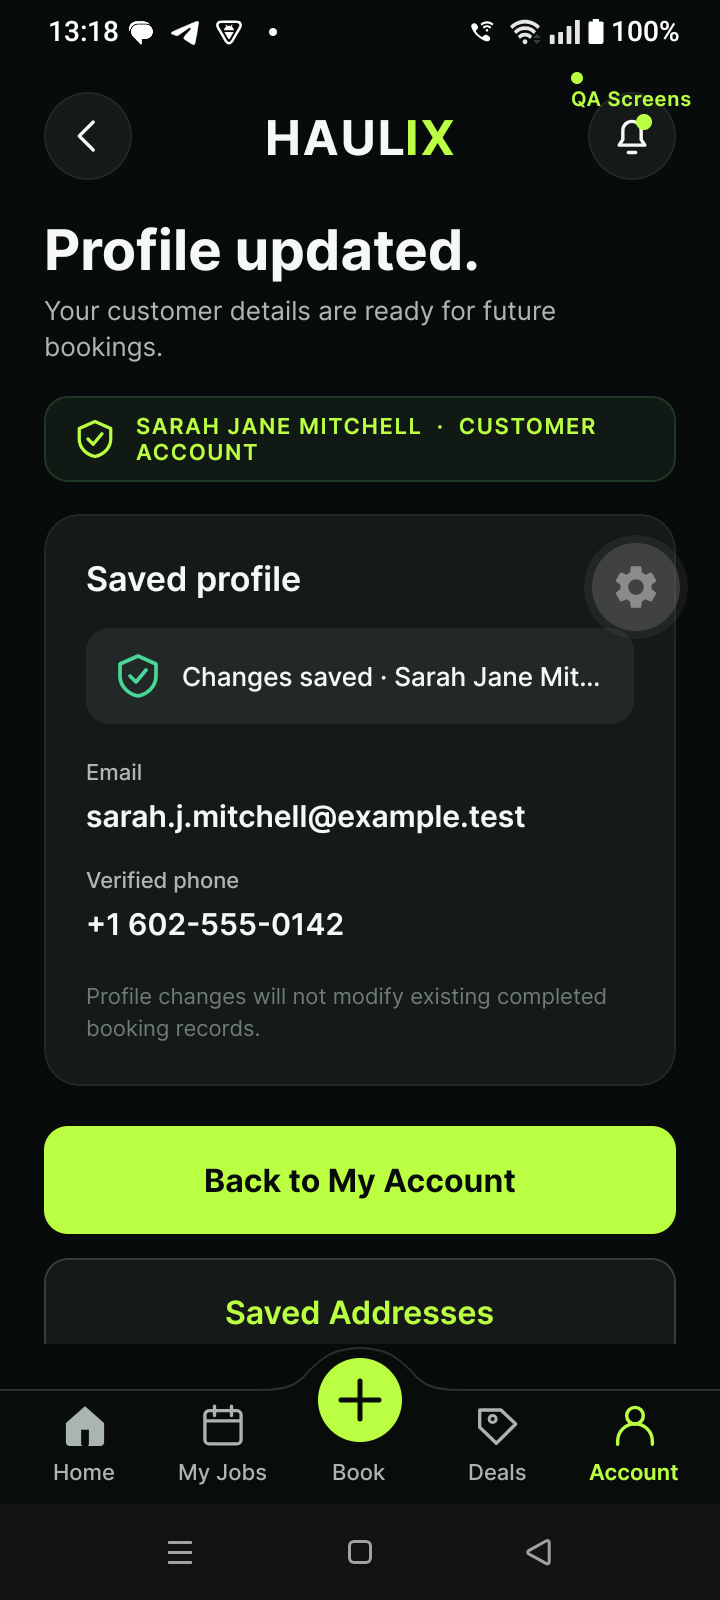 13:18
100%
QA Screens
HAULIX
Profile updated.
Your customer details are ready for future
bookings.
SARAH JANE MITCHELL · CUSTOMER
ACCOUNT
Saved profile
Changes saved · Sarah Jane Mit...
Email
sarah.j.mitchell@example.test
Verified phone
+1 602-555-0142
Profile changes will not modify existing completed
booking records.
Back to My Account
Saved Addresses
Home My Jobs Book Deals Account